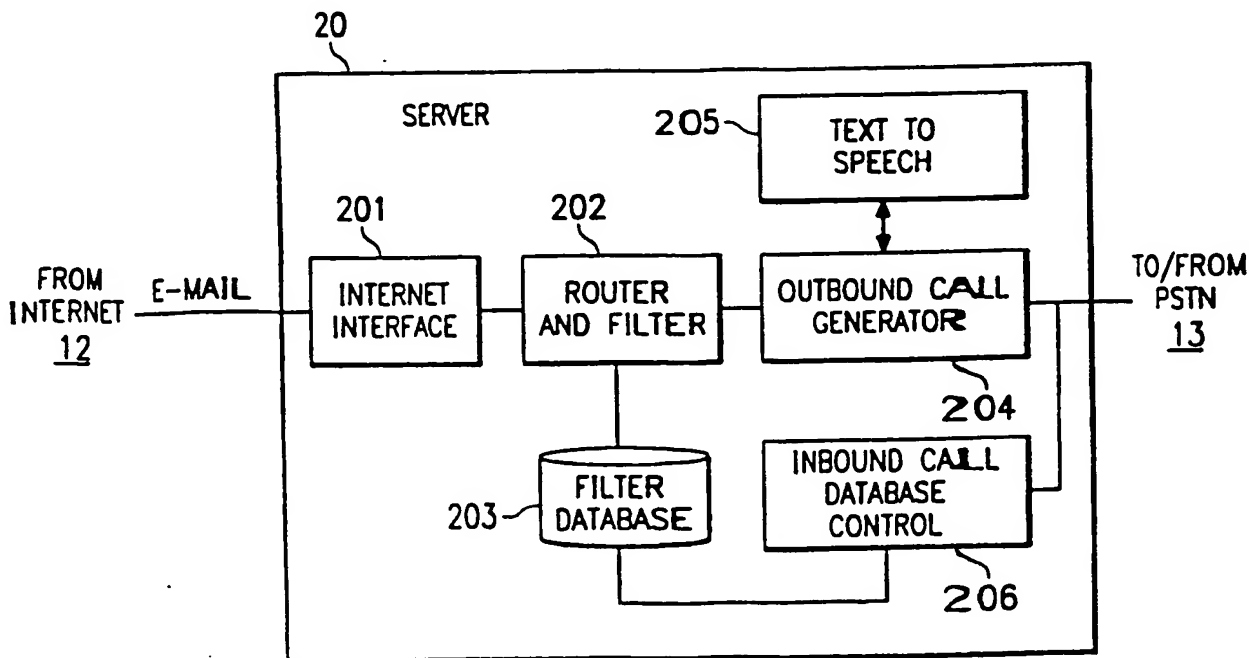 20
SERVER
205
TEXT TO
SPEECH
201
202
FROM
INTERNET
12
E-MAIL
INTERNET
INTERFACE
ROUTER
AND FILTER
OUTBOUND CALL
GENERATOR
204
TO/FROM
PSTN
13
203
FILTER
DATABASE
INBOUND CALL
DATABASE
CONTROL
206